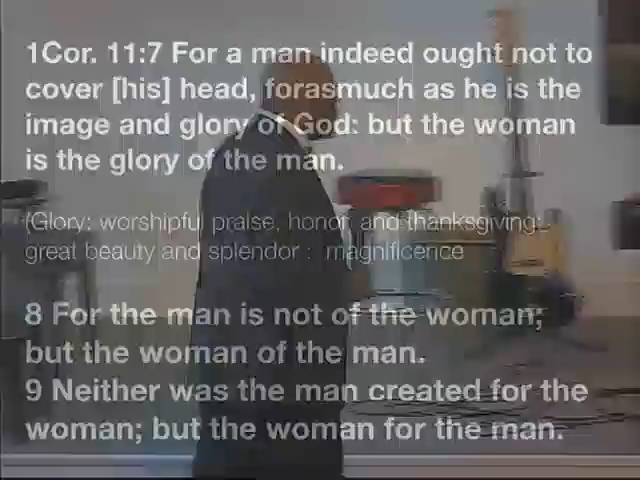 1Cor. 11:7 For a man indeed ought not to
cover [his] head, forasmuch as he is the
image and glory of God: but the woman
is the glory of the man.
(Glory: worshipful praise, honor, and thanksgiving:
great beauty and splendor : magnificence
8 For the man is not of the woman;
but the woman of the man.
9 Neither was the man created for the
woman; but the woman for the man.